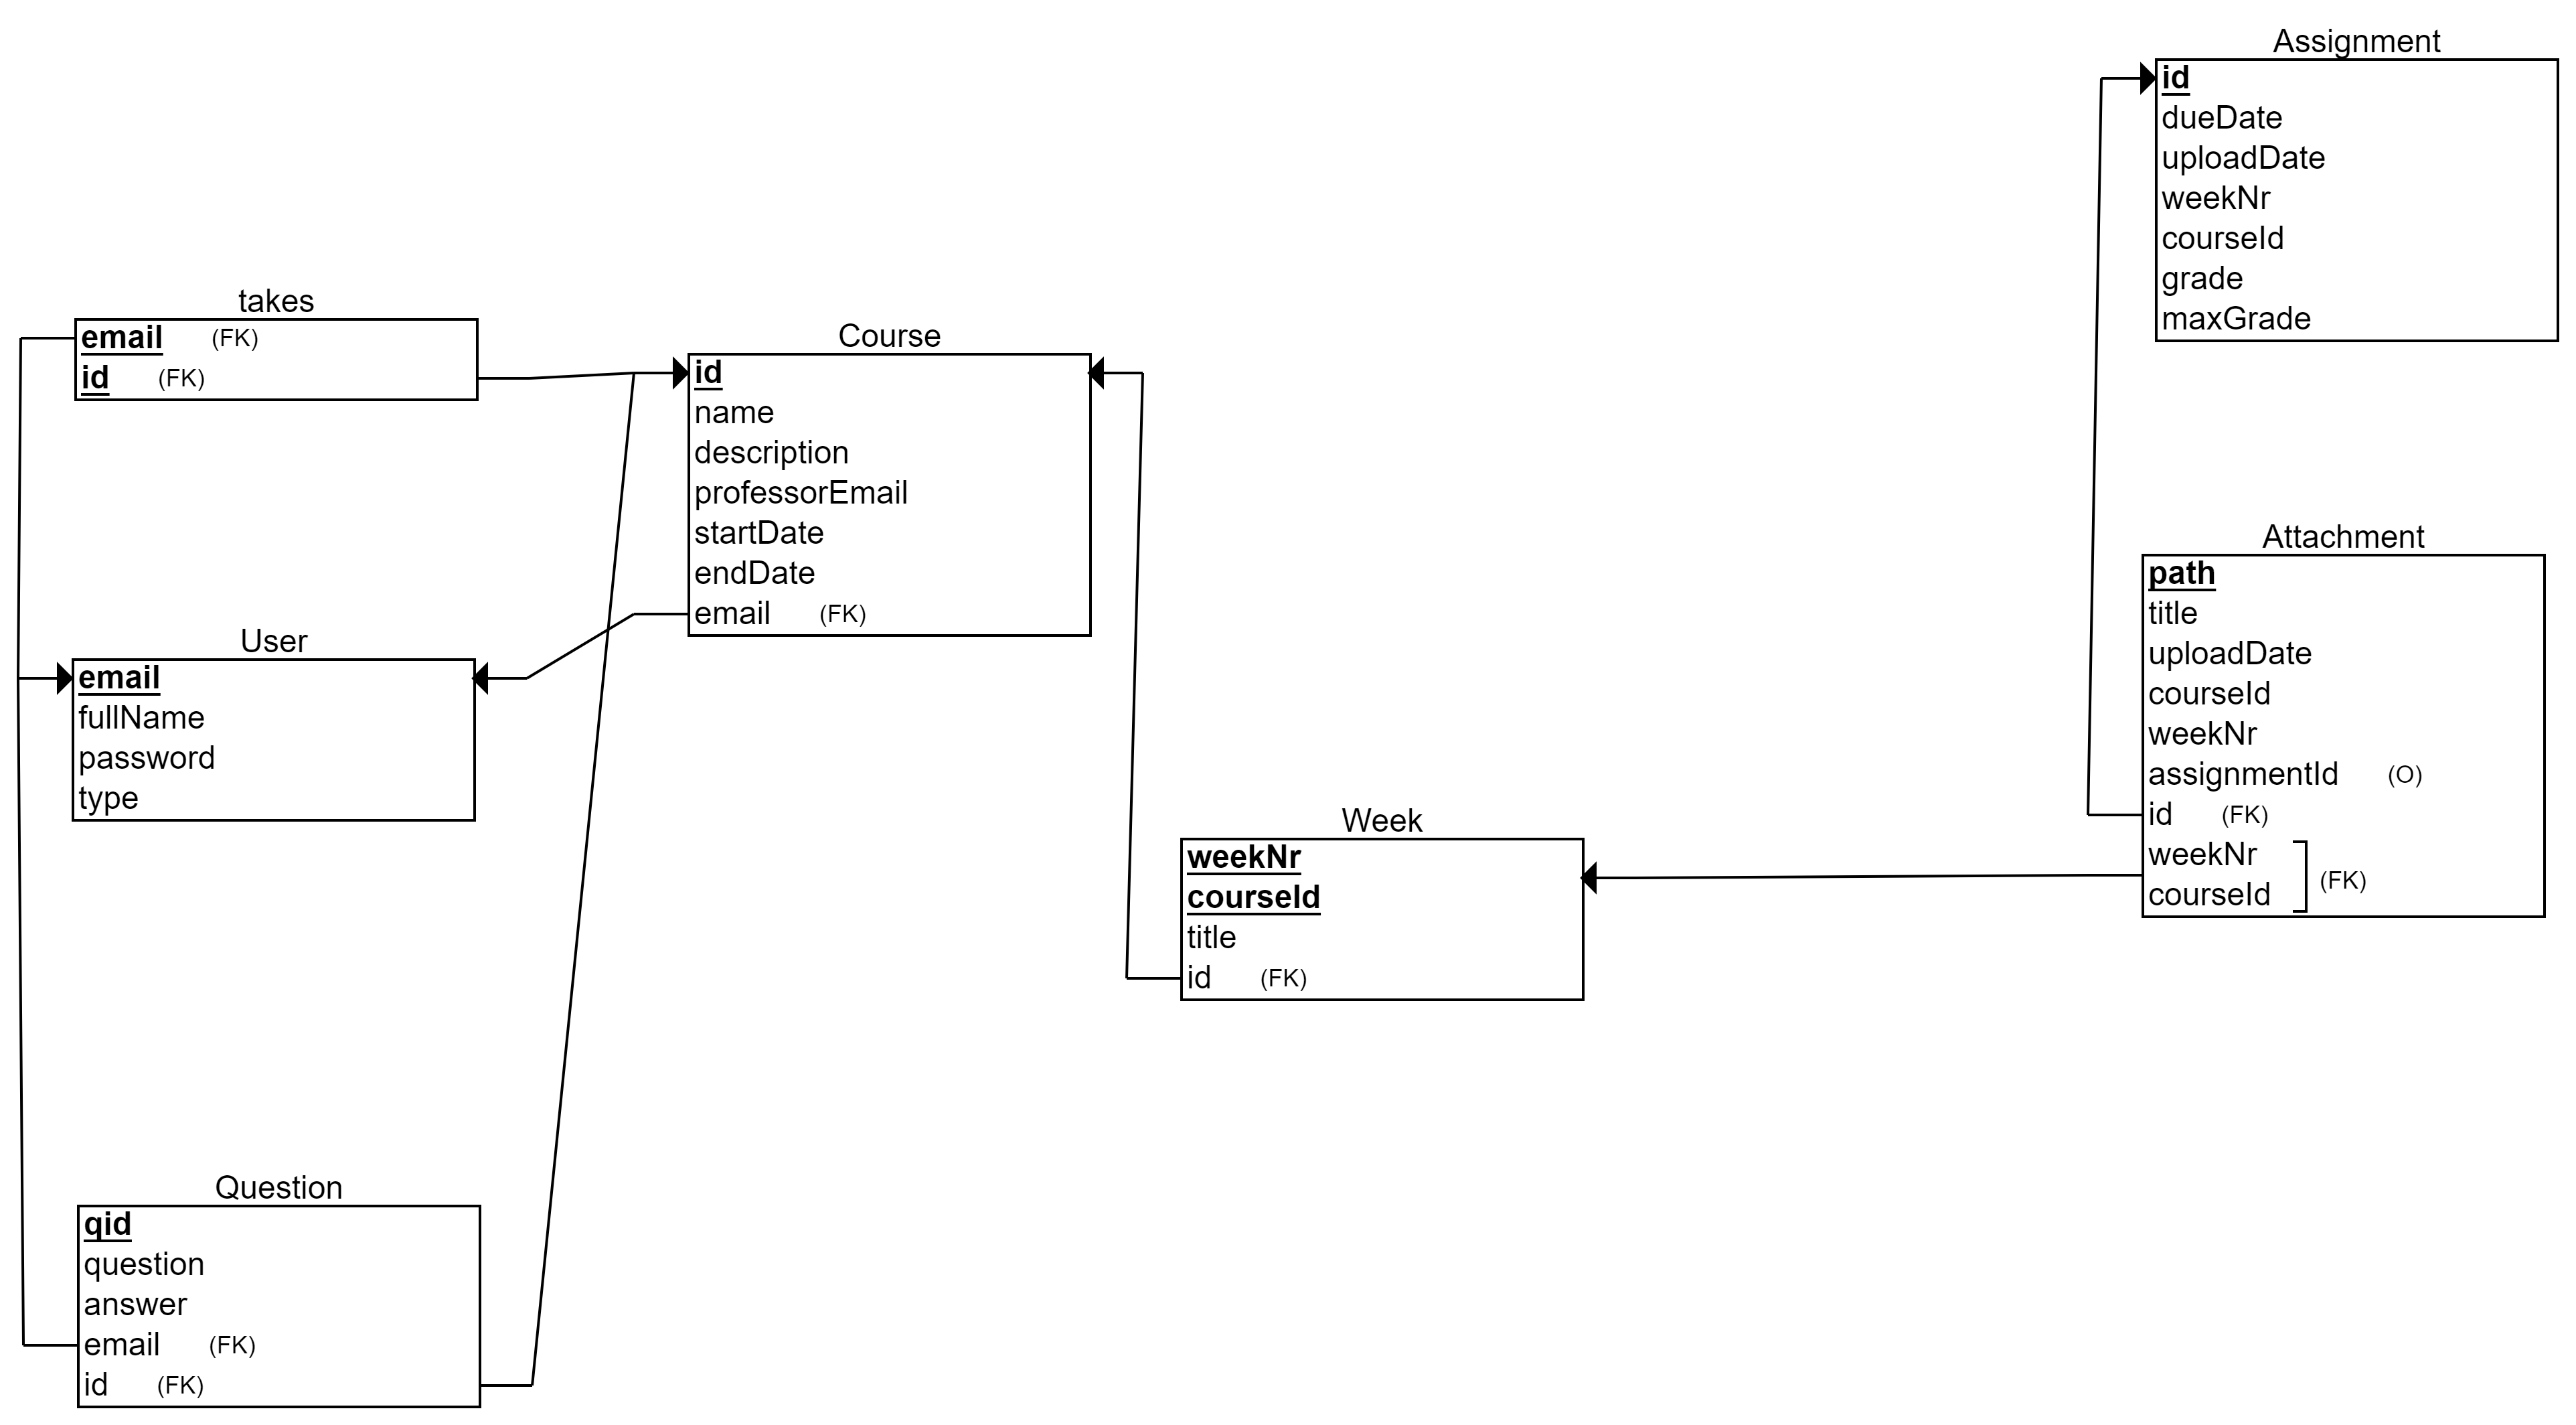 Assignment
id
dueDate
uploadDate
weekNr
courseId
grade
maxGrade
takes
email (FK)
id (FK)
Course
id
name
description
professorEmail
startDate
endDate
email (FK)
Attachment
path
title
uploadDate
courseId
weekNr
assignmentId (O)
id (FK)
weekNr
courseId
(FK)
User
email
fullName
password
type
Week
weekNr
courseId
title
id (FK)
Question
qid
question
answer
email (FK)
id (FK)